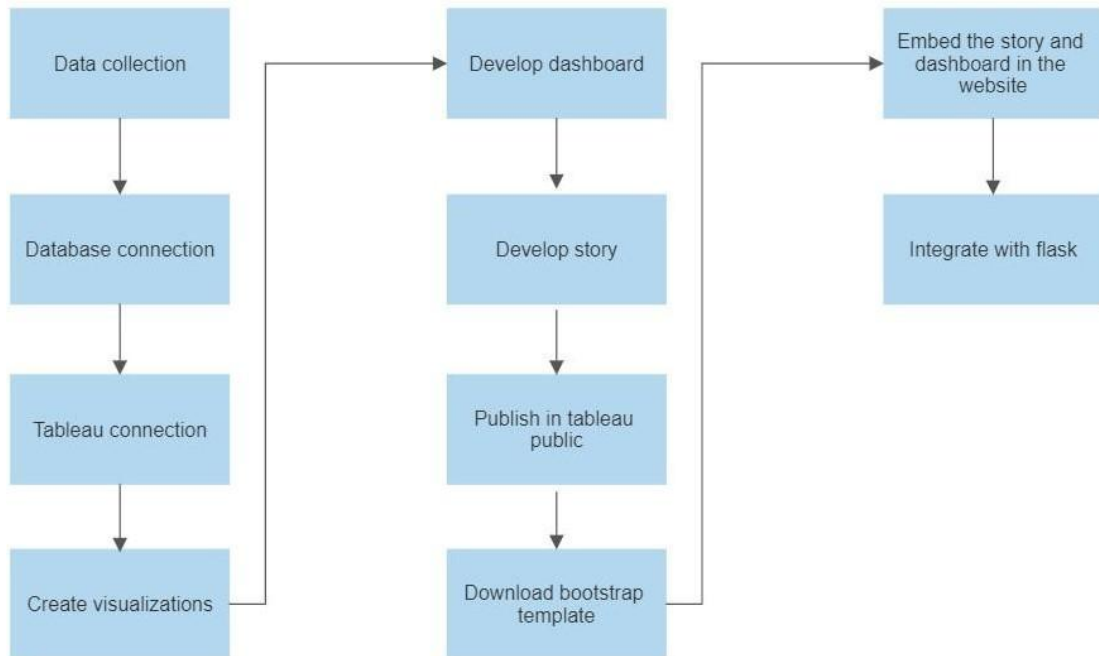 Data collection
Database connection
Tableau connection
Create visualizations
Develop dashboard
Develop story
Publish in tableau
public
Download bootstrap
template
Embed the story and
dashboard in the
website
Integrate with flask